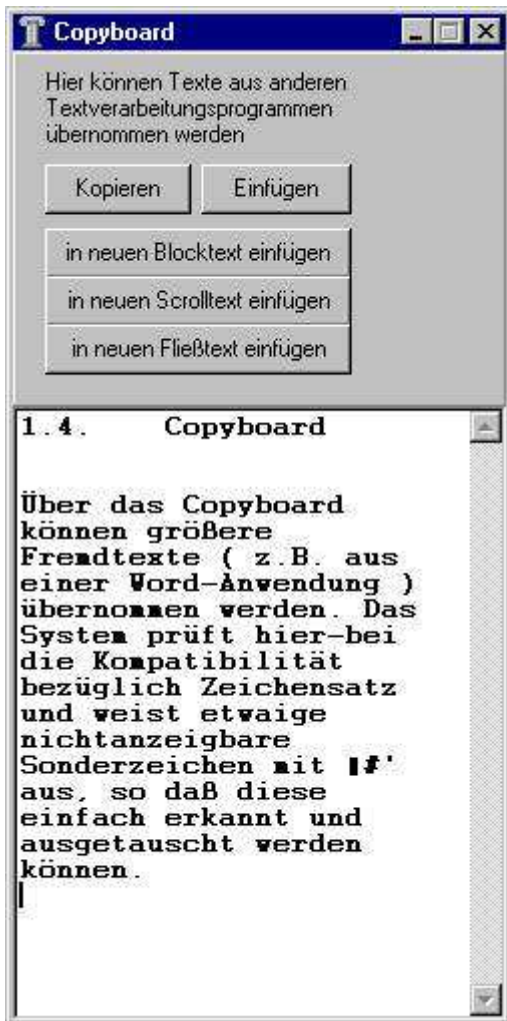 Copyboard
Hier können Texte aus anderen
Textverarbeitungsprogrammen
übernommen werden
Kopieren Einfügen
in neuen Blocktext einfügen
in neuen Scrolltext einfügen
in neuen Fließtext einfügen
1.4. Copyboard
Über das Copyboard
können größere
Fremdtexte ( z.B. aus
einer Word-Anwendung )
übernommen werden. Das
System prüft hier-bei
die Kompatibilität
bezüglich Zeichensatz
und weist etwaige
nichtanzeigbare
Sonderzeichen mit ▮#'
aus, so daß diese
einfach erkannt und
ausgetauscht werden
können.